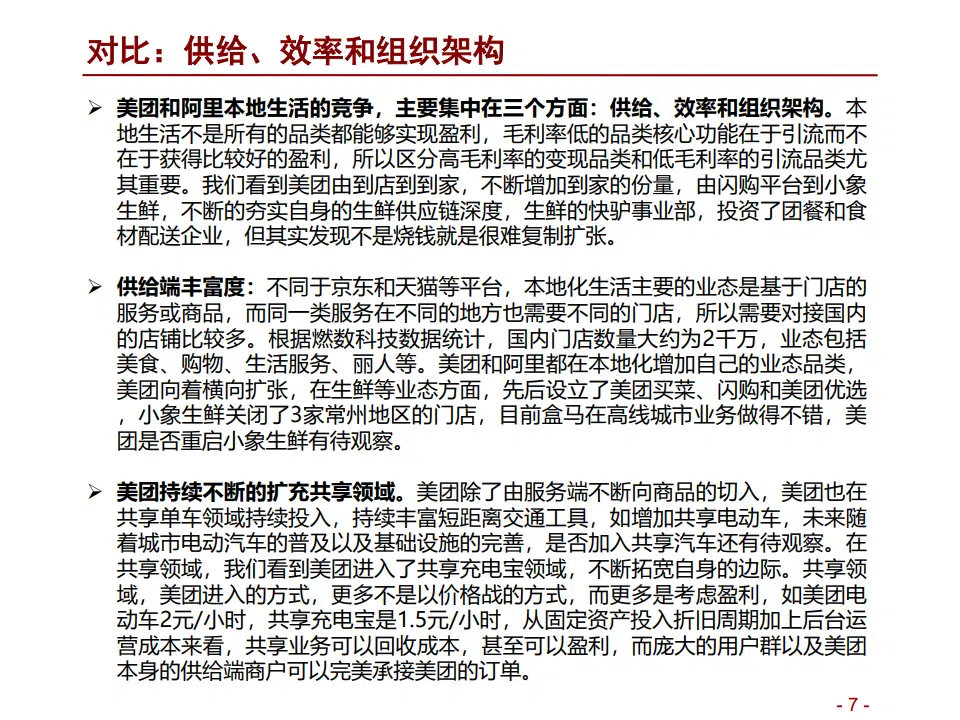 对比：供给、效率和组织架构
➢ 美团和阿里本地生活的竞争，主要集中在三个方面：供给、效率和组织架构。本
地生活不是所有的品类都能够实现盈利，毛利率低的品类核心功能在于引流而不
在于获得比较好的盈利，所以区分高毛利率的变现品类和低毛利率的引流品类尤
其重要。我们看到美团由到店到到家，不断增加到家的份量，由闪购平台到小象
生鲜，不断的夯实自身的生鲜供应链深度，生鲜的快驴事业部，投资了团餐和食
材配送企业，但其实发现不是烧钱就是很难复制扩张。
➢ 供给端丰富度：不同于京东和天猫等平台，本地化生活主要的业态是基于门店的
服务或商品，而同一类服务在不同的地方也需要不同的门店，所以需要对接国内
的店铺比较多。根据燃数科技数据统计，国内门店数量大约为2千万，业态包括
美食、购物、生活服务、丽人等。美团和阿里都在本地化增加自己的业态品类，
美团向着横向扩张，在生鲜等业态方面，先后设立了美团买菜、闪购和美团优选
，小象生鲜关闭了3家常州地区的门店，目前盒马在高线城市业务做得不错，美
团是否重启小象生鲜有待观察。
➢ 美团持续不断的扩充共享领域。美团除了由服务端不断向商品的切入，美团也在
共享单车领域持续投入，持续丰富短距离交通工具，如增加共享电动车，未来随
着城市电动汽车的普及以及基础设施的完善，是否加入共享汽车还有待观察。在
共享领域，我们看到美团进入了共享充电宝领域，不断拓宽自身的边际。共享领
域，美团进入的方式，更多不是以价格战的方式，而更多是考虑盈利，如美团电
动车2元/小时，共享充电宝是1.5元/小时，从固定资产投入折旧周期加上后台运
营成本来看，共享业务可以回收成本，甚至可以盈利，而庞大的用户群以及美团
本身的供给端商户可以完美承接美团的订单。
- 7 -